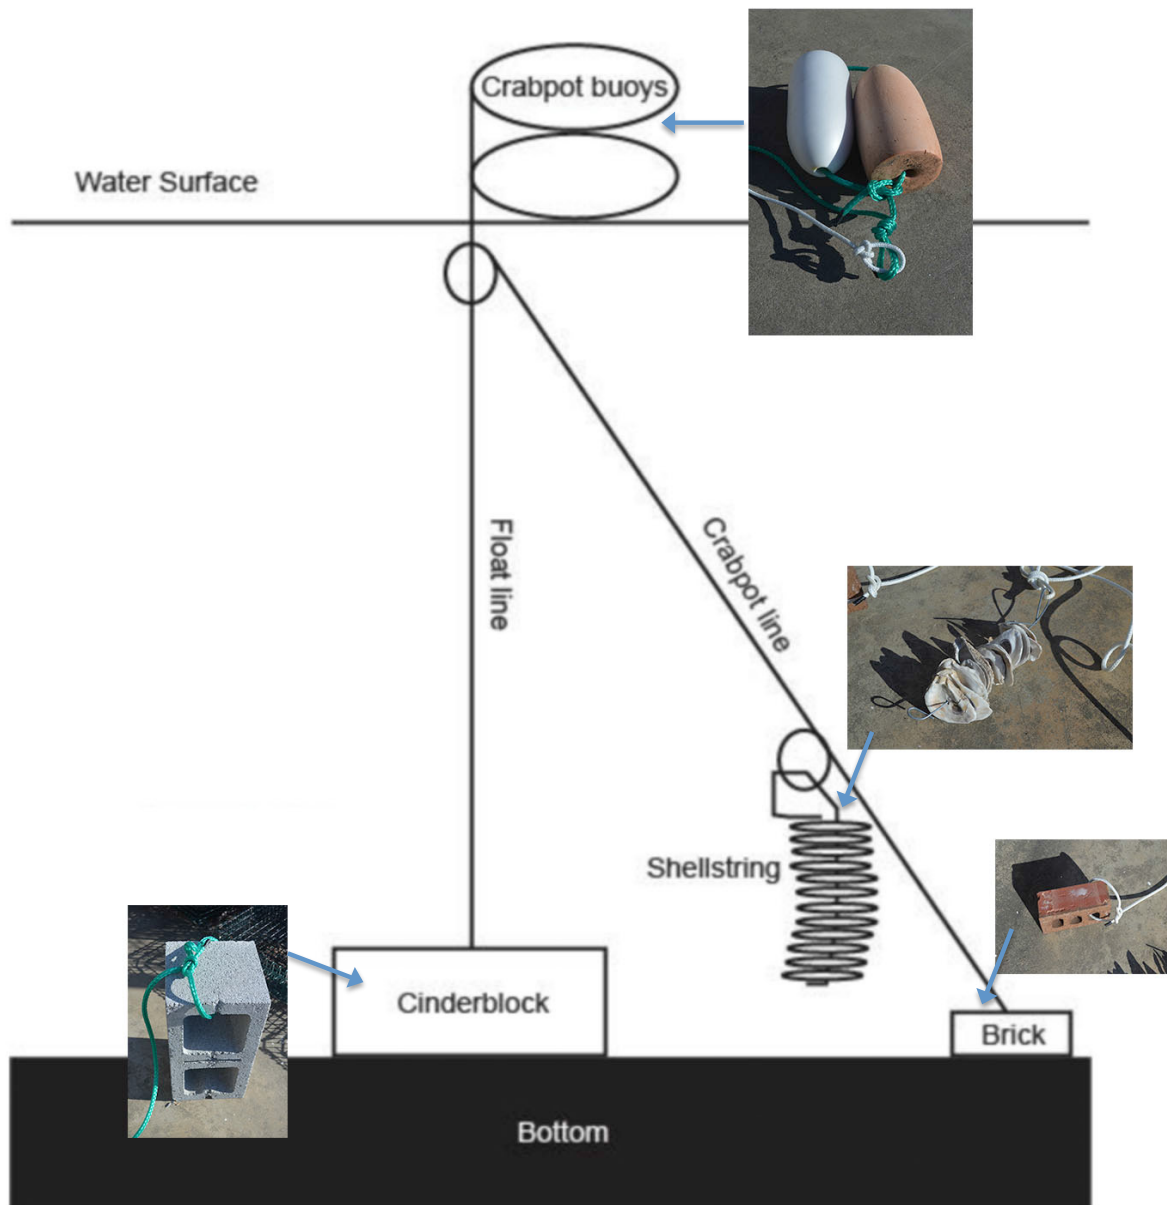 Crabpot buoys
Water Surface
Float line
Crabpot line
Shellstring
Cinderblock
Brick
Bottom